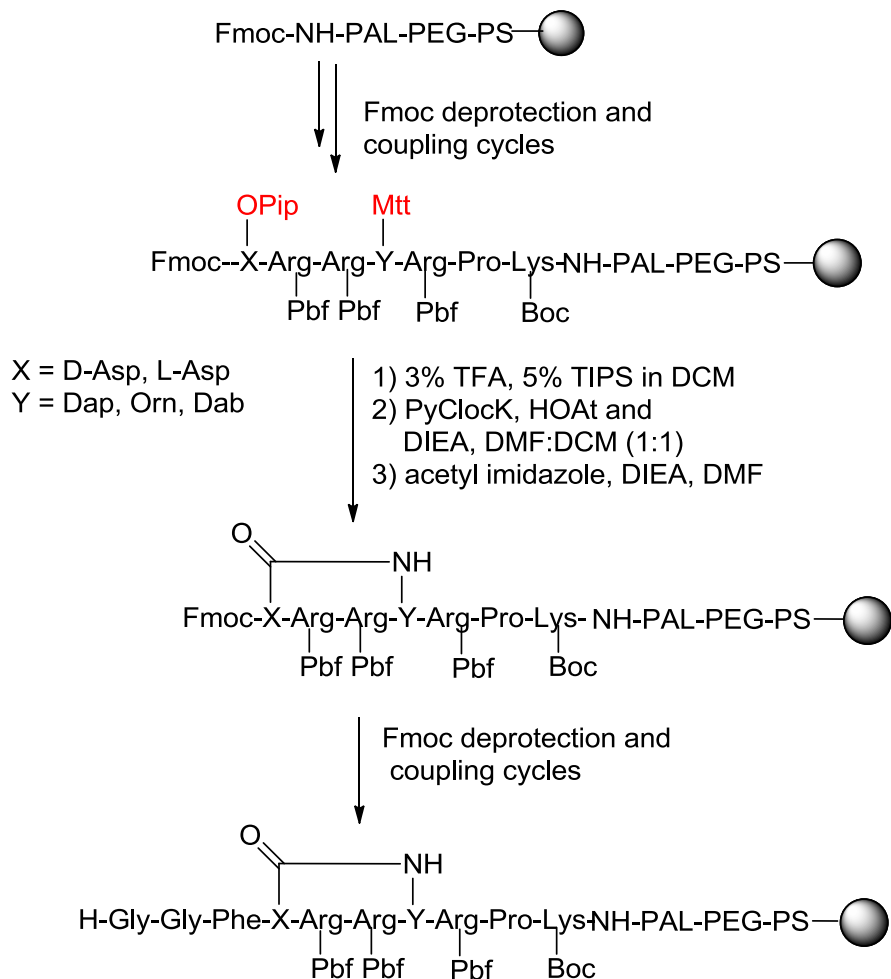 Fmoc-NH-PAL-PEG-PS
Fmoc deprotection and
coupling cycles
OPip Mtt
Fmoc--X-Arg-Arg-Y-Arg-Pro-Lys-NH-PAL-PEG-PS
Pbf Pbf Pbf Boc
X = D-Asp, L-Asp
Y = Dap, Orn, Dab
1) 3% TFA, 5% TIPS in DCM
2) PyClocK, HOAt and
DIEA, DMF:DCM (1:1)
3) acetyl imidazole, DIEA, DMF
O NH
Fmoc-X-Arg-Arg-Y-Arg-Pro-Lys- NH-PAL-PEG-PS
Pbf Pbf Pbf Boc
Fmoc deprotection and
coupling cycles
O NH
H-Gly-Gly-Phe-X-Arg-Arg-Y-Arg-Pro-Lys-NH-PAL-PEG-PS
Pbf Pbf Pbf Boc